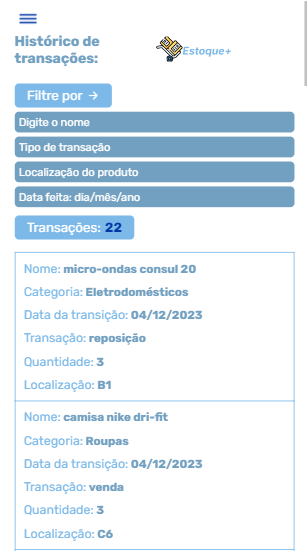 Histórico de
transações:
Estoque+
Filtre por →
Digite o nome
Tipo de transação
Localização do produto
Data feita: dia/mês/ano
Transações: 22
Nome: micro-ondas consul 20
Categoria: Eletrodomésticos
Data da transição: 04/12/2023
Transação: reposição
Quantidade: 3
Localização: B1
Nome: camisa nike dri-fit
Categoria: Roupas
Data da transição: 04/12/2023
Transação: venda
Quantidade: 3
Localização: C6